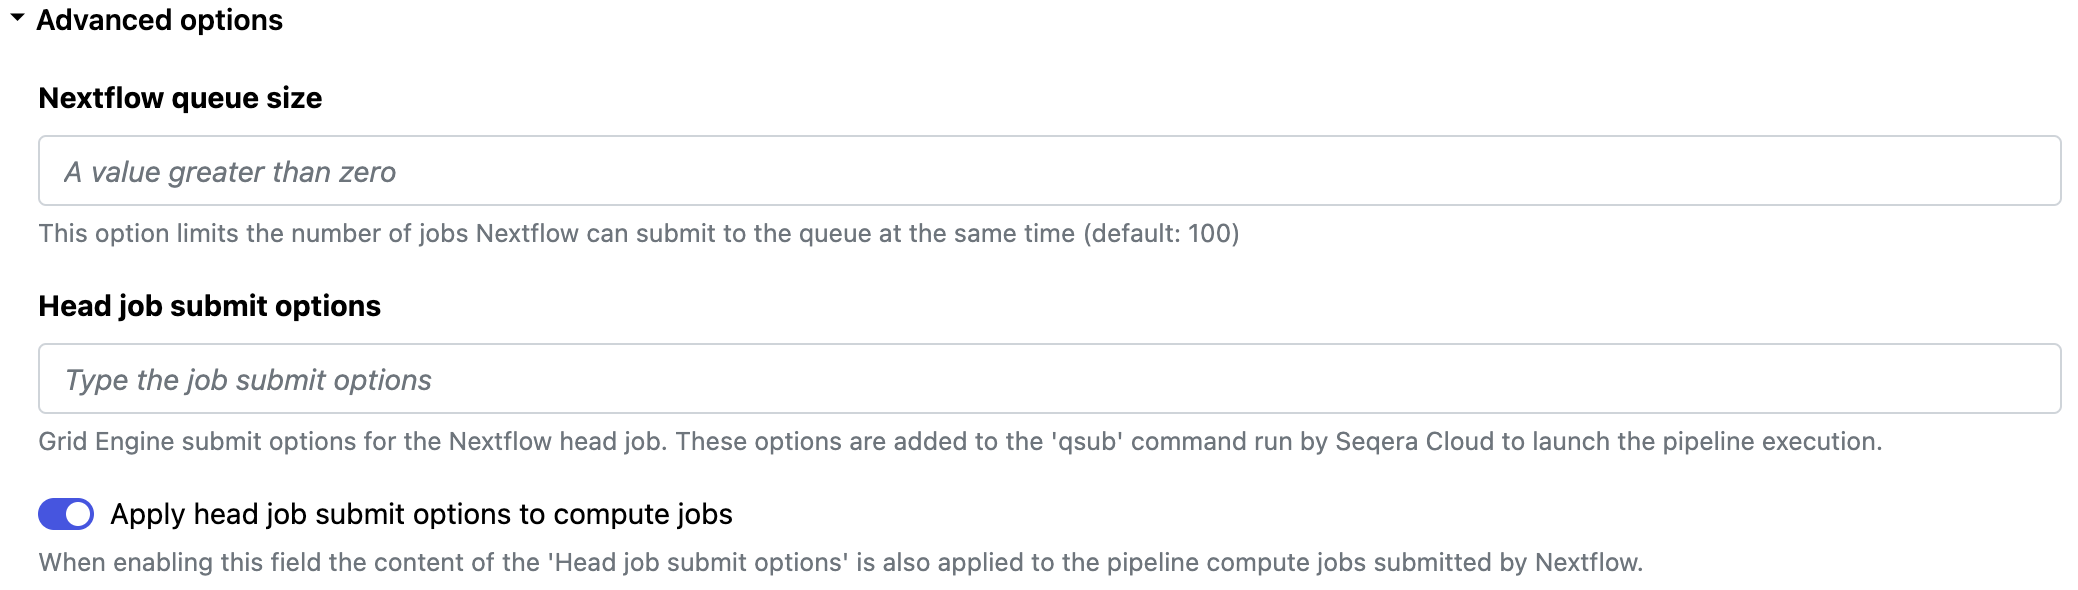 Advanced options
Nextflow queue size
A value greater than zero
This option limits the number of jobs Nextflow can submit to the queue at the same time (default: 100)
Head job submit options
Type the job submit options
Grid Engine submit options for the Nextflow head job. These options are added to the 'qsub' command run by Seqera Cloud to launch the pipeline execution.
Apply head job submit options to compute jobs
When enabling this field the content of the 'Head job submit options' is also applied to the pipeline compute jobs submitted by Nextflow.